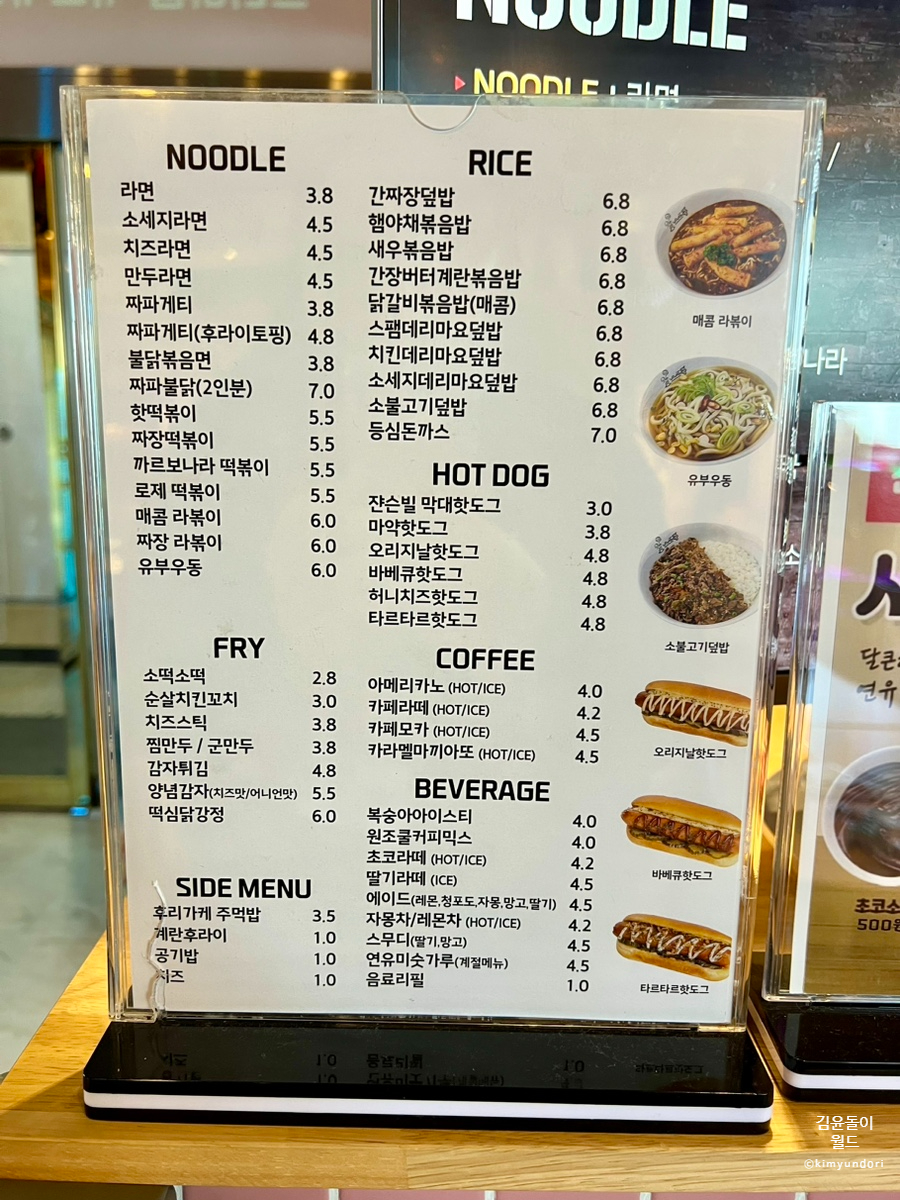 NOODLE
NOODLE
NOODLE
라면 3.8
소세지라면 4.5
치즈라면 4.5
만두라면 4.5
짜파게티 3.8
짜파게티(후라이토핑) 4.8
불닭볶음면 3.8
짜파불닭(2인분) 7.0
핫떡볶이 5.5
짜장떡볶이 5.5
까르보나라 떡볶이 5.5
로제 떡볶이 5.5
매콤 라볶이 6.0
짜장 라볶이 6.0
유부우동 6.0
FRY
소떡소떡 2.8
순살치킨꼬치 3.0
치즈스틱 3.8
찜만두 / 군만두 3.8
감자튀김 4.8
양념감자(치즈맛/어니언맛) 5.5
떡심닭강정 6.0
SIDE MENU
후리가케 주먹밥 3.5
계란후라이 1.0
공기밥 1.0
치즈 1.0
RICE
간짜장덮밥 6.8
햄야채볶음밥 6.8
새우볶음밥 6.8
간장버터계란볶음밥 6.8
닭갈비볶음밥(매콤) 6.8
스팸데리마요덮밥 6.8
치킨데리마요덮밥 6.8
소세지데리마요덮밥 6.8
소불고기덮밥 6.8
등심돈까스 7.0
HOT DOG
쟌슨빌 막대핫도그 3.0
마약핫도그 3.8
오리지날핫도그 4.8
바베큐핫도그 4.8
허니치즈핫도그 4.8
타르타르핫도그 4.8
COFFEE
아메리카노 (HOT/ICE) 4.0
카페라떼 (HOT/ICE) 4.2
카페모카 (HOT/ICE) 4.5
카라멜마끼아또 (HOT/ICE) 4.5
BEVERAGE
복숭아아이스티 4.0
원조쿨커피믹스 4.0
초코라떼 (HOT/ICE) 4.2
딸기라떼 (ICE) 4.5
에이드(레몬,청포도,자몽,망고,딸기) 4.5
자몽차/레몬차 (HOT/ICE) 4.2
스무디(딸기,망고) 4.5
연유미숫가루(계절메뉴) 4.5
음료리필 1.0
매콤 라볶이
유부우동
소불고기덮밥
오리지날핫도그
바베큐핫도그
타르타르핫도그
나라
연유
초코소
500원
김윤돌이
월드
©kimyundori